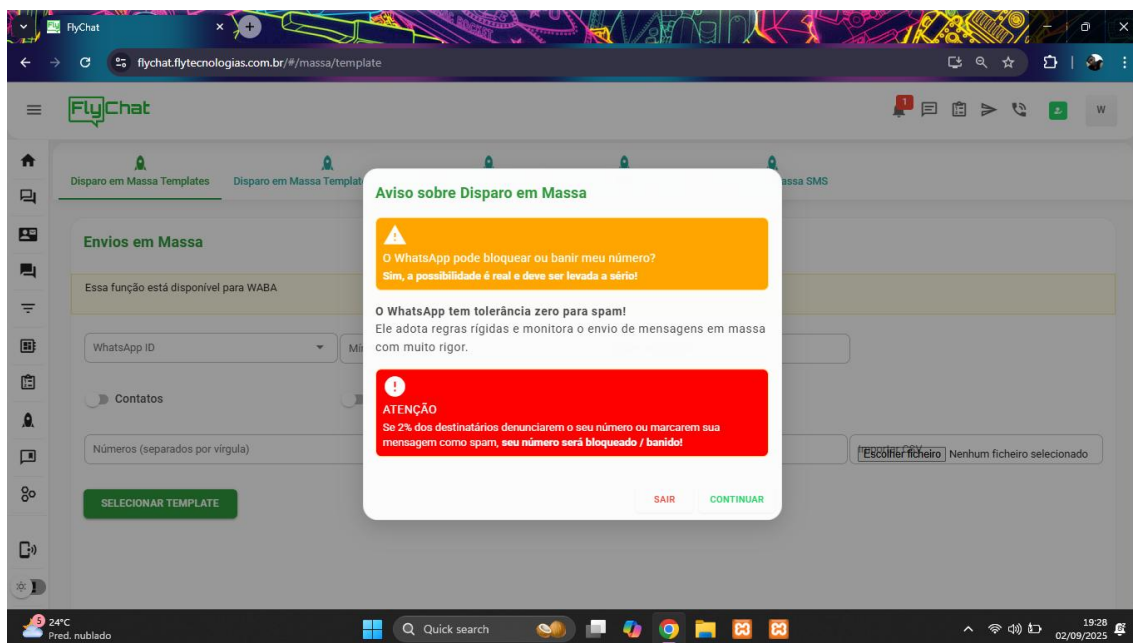 FlyChat
flychat.flytecnologias.com.br/#/massa/template
FlyChat
1
W
Disparo em Massa Templates
Disparo em Massa Templat
assa SMS
Envios em Massa
Essa função está disponível para WABA
WhatsApp ID
Contatos
Números (separados por vírgula)
Escolher ficheiro Nenhum ficheiro selecionado
SELECIONAR TEMPLATE
Aviso sobre Disparo em Massa
O WhatsApp pode bloquear ou banir meu número?
Sim, a possibilidade é real e deve ser levada a sério!
O WhatsApp tem tolerância zero para spam!
Ele adota regras rígidas e monitora o envio de mensagens em massa
com muito rigor.
ATENÇÃO
Se 2% dos destinatários denunciarem o seu número ou marcarem sua
mensagem como spam, seu número será bloqueado / banido!
SAIR CONTINUAR
5
24°C
Pred. nublado
Quick search
19:28
02/09/2025